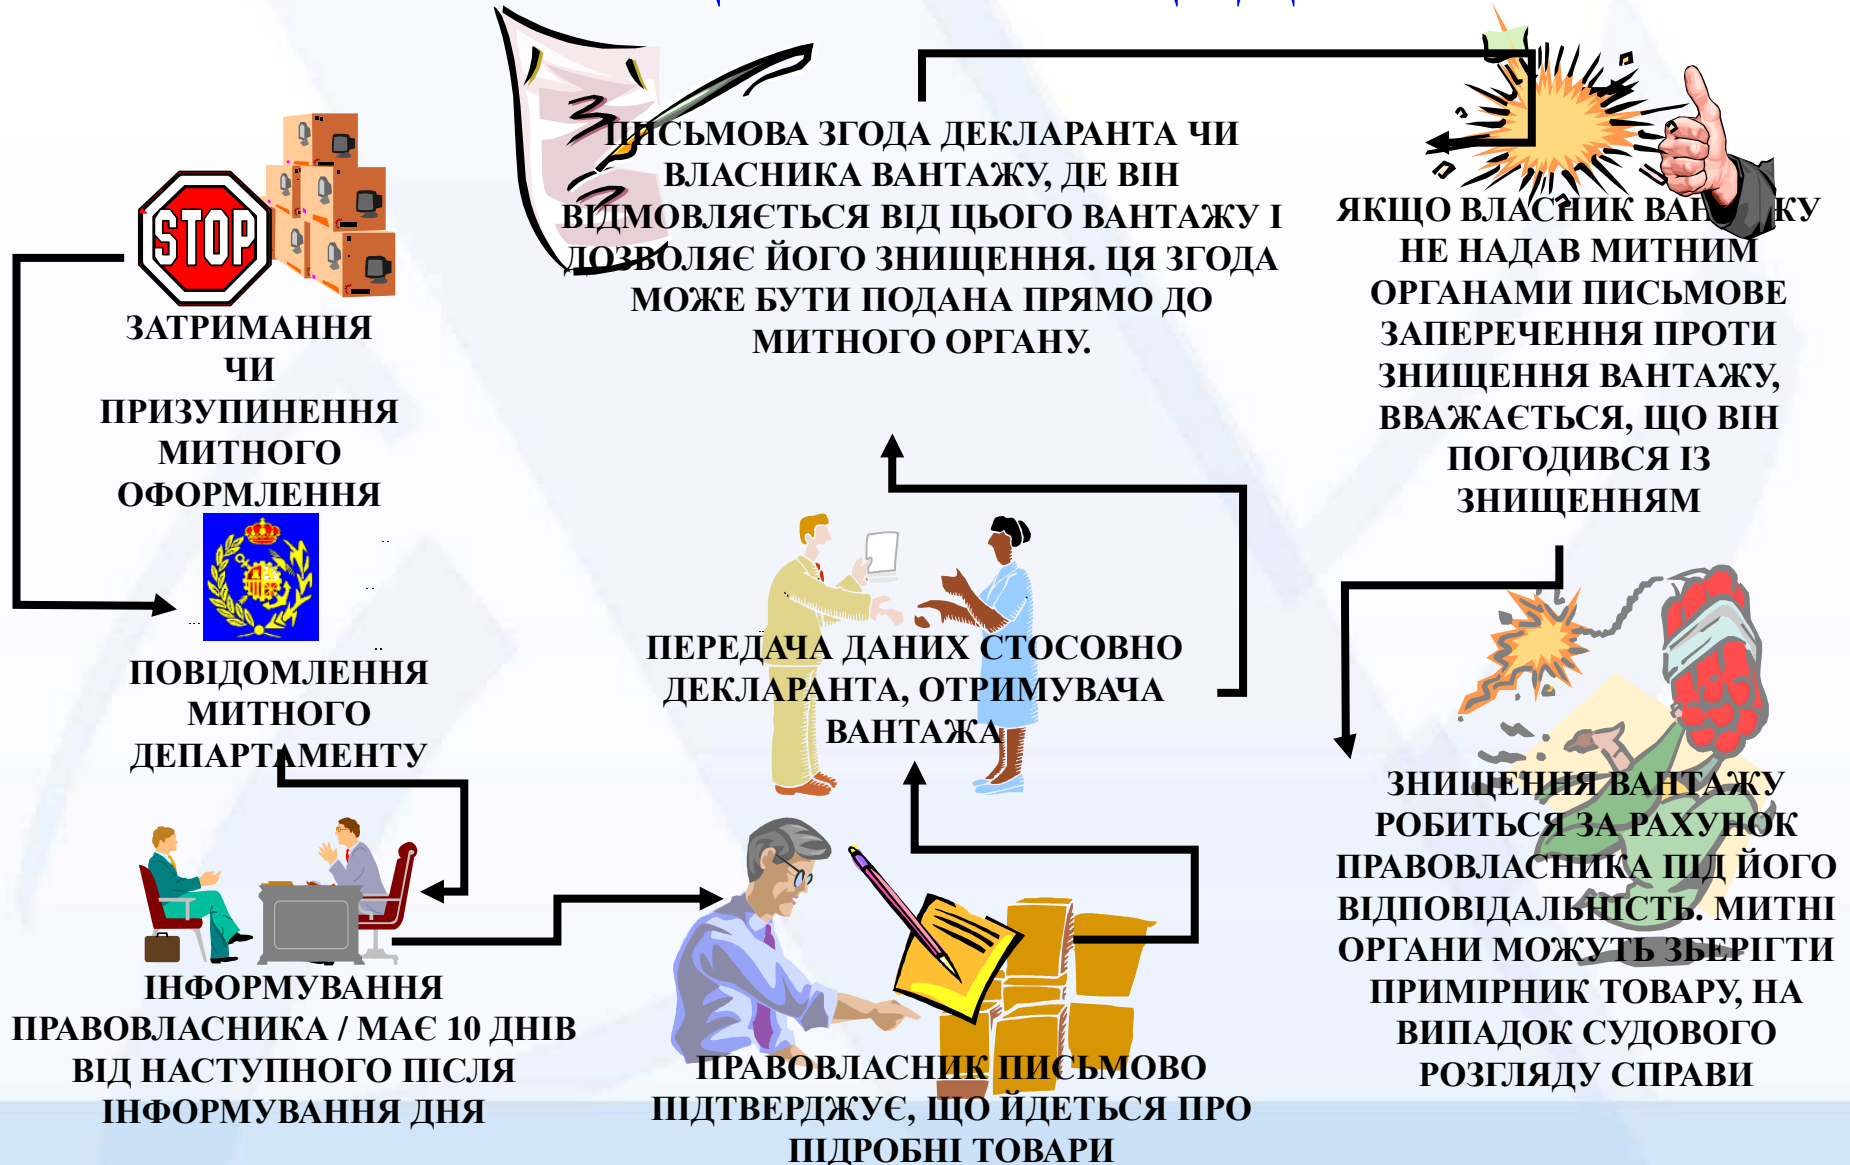 STOP
ЗАТРИМАННЯ
ЧИ
ПРИЗУПИНЕННЯ
МИТНОГО
ОФОРМЛЕННЯ
ПОВІДОМЛЕННЯ
МИТНОГО
ДЕПАРТАМЕНТУ
ІНФОРМУВАННЯ
ПРАВОВЛАСНИКА / МАЄ 10 ДНІВ
ВІД НАСТУПНОГО ПІСЛЯ
ІНФОРМУВАННЯ ДНЯ
ПРАВОВЛАСНИК ПИСЬМОВО
ПІДТВЕРДЖУЄ, ЩО ЙДЕТЬСЯ ПРО
ПІДРОБНІ ТОВАРИ
ПЕРЕДАЧА ДАНИХ СТОСОВНО
ДЕКЛАРАНТА, ОТРИМУВАЧА
ВАНТАЖА
ПИСЬМОВА ЗГОДА ДЕКЛАРАНТА ЧИ
ВЛАСНИКА ВАНТАЖУ, ДЕ ВІН
ВІДМОВЛЯЄТЬСЯ ВІД ЦЬОГО ВАНТАЖУ І
ДОЗВОЛЯЄ ЙОГО ЗНИЩЕННЯ. ЦЯ ЗГОДА
МОЖЕ БУТИ ПОДАНА ПРЯМО ДО
МИТНОГО ОРГАНУ.
ЯКЩО ВЛАСНИК ВАНТАЖУ
НЕ НАДАВ МИТНИМ
ОРГАНАМИ ПИСЬМОВЕ
ЗАПЕРЕЧЕННЯ ПРОТИ
ЗНИЩЕННЯ ВАНТАЖУ,
ВВАЖАЄТЬСЯ, ЩО ВІН
ПОГОДИВСЯ ІЗ
ЗНИЩЕННЯМ
ЗНИЩЕННЯ ВАНТАЖУ
РОБИТЬСЯ ЗА РАХУНОК
ПРАВОВЛАСНИКА ПІД ЙОГО
ВІДПОВІДАЛЬНІСТЬ. МИТНІ
ОРГАНИ МОЖУТЬ ЗБЕРІГТИ
ПРИМІРНИК ТОВАРУ, НА
ВИПАДОК СУДОВОГО
РОЗГЛЯДУ СПРАВИ